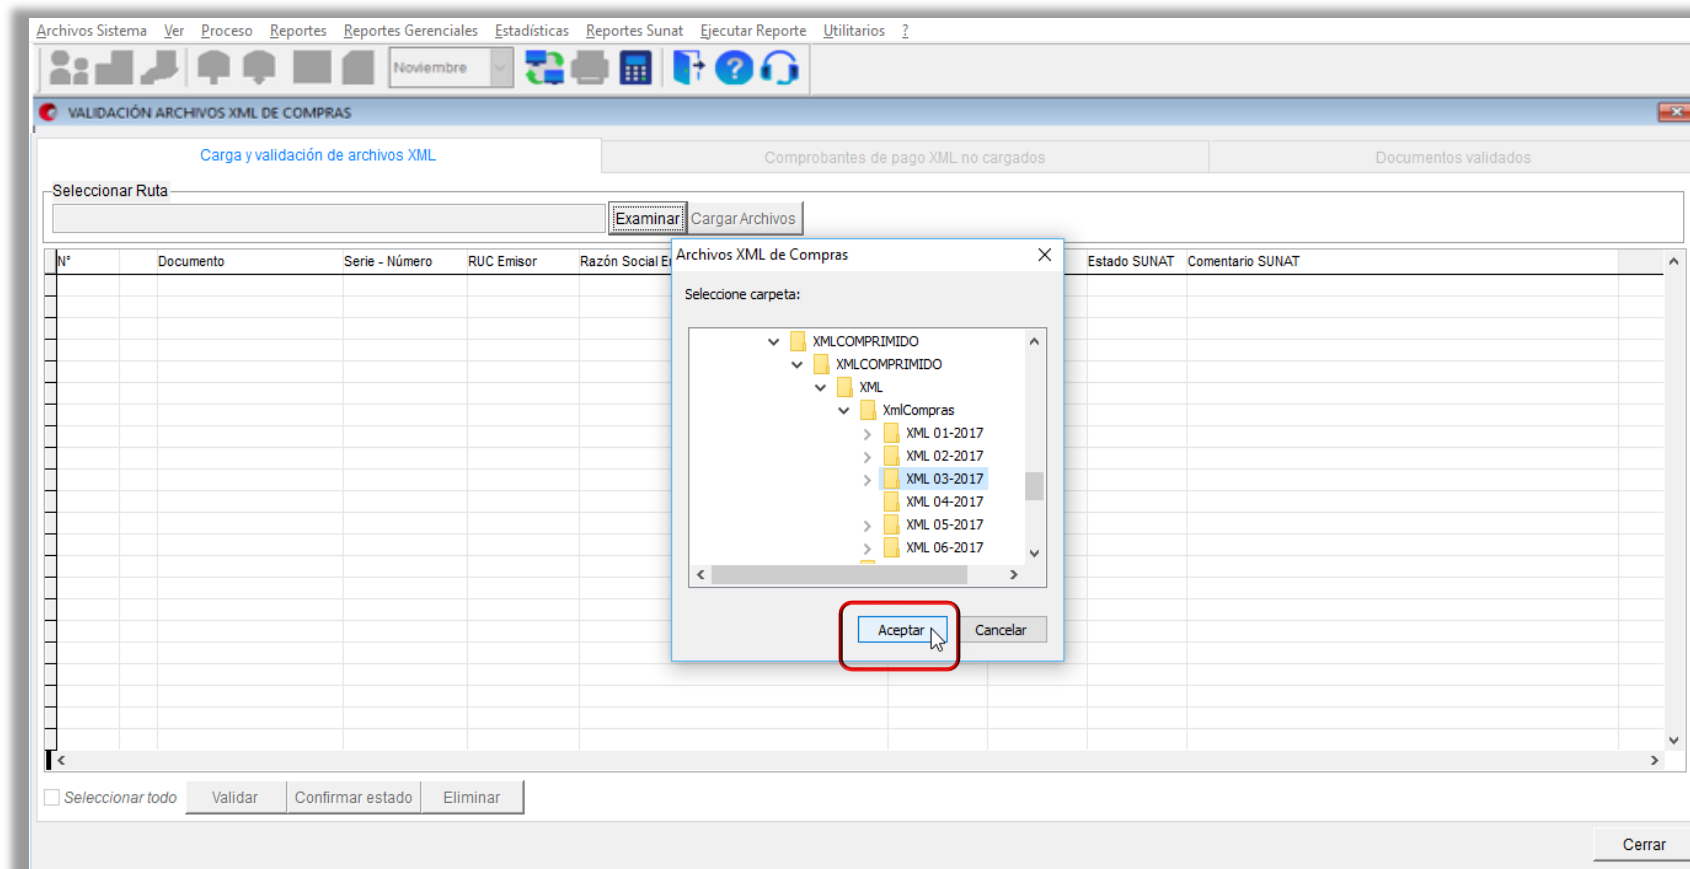 Archivos Sistema Ver Proceso Reportes Reportes Gerenciales Estadísticas Reportes Sunat Ejecutar Reporte Utilitarios ?
Noviembre
VALIDACIÓN ARCHIVOS XML DE COMPRAS
Carga y validación de archivos XML Comprobantes de pago XML no cargados Documentos validados
Seleccionar Ruta
Examinar Cargar Archivos
N° Documento Serie - Número RUC Emisor Razón Social Estado SUNAT Comentario SUNAT
Archivos XML de Compras
Seleccione carpeta:
XMLCOMPRIMIDO
XMLCOMPRIMIDO
XML
XmlCompras
XML 01-2017
XML 02-2017
XML 03-2017
XML 04-2017
XML 05-2017
XML 06-2017
Aceptar Cancelar
Seleccionar todo Validar Confirmar estado Eliminar
Cerrar